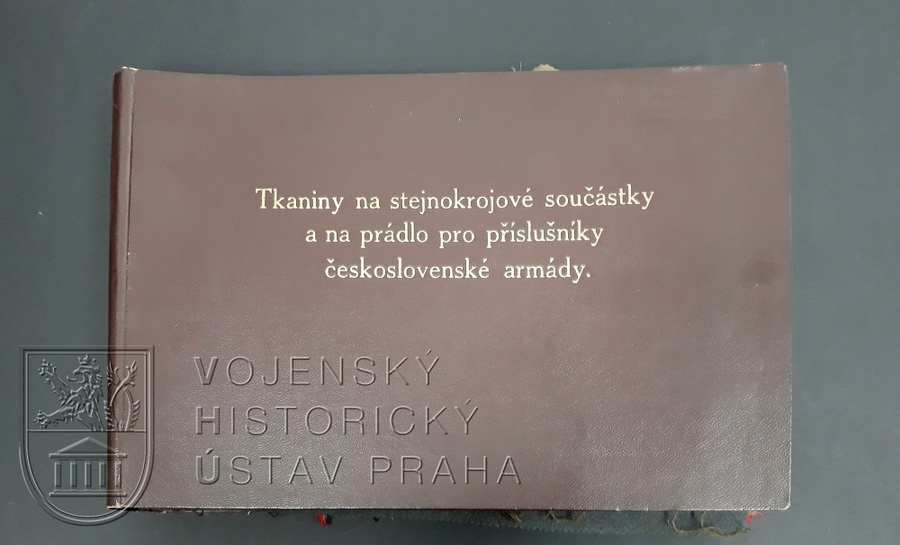 Tkaniny na stejnokrojové součástky
a na prádlo pro příslušníky
československé armády.
VOJENSKÝ
HISTORICKÝ
ÚSTAV PRAHA